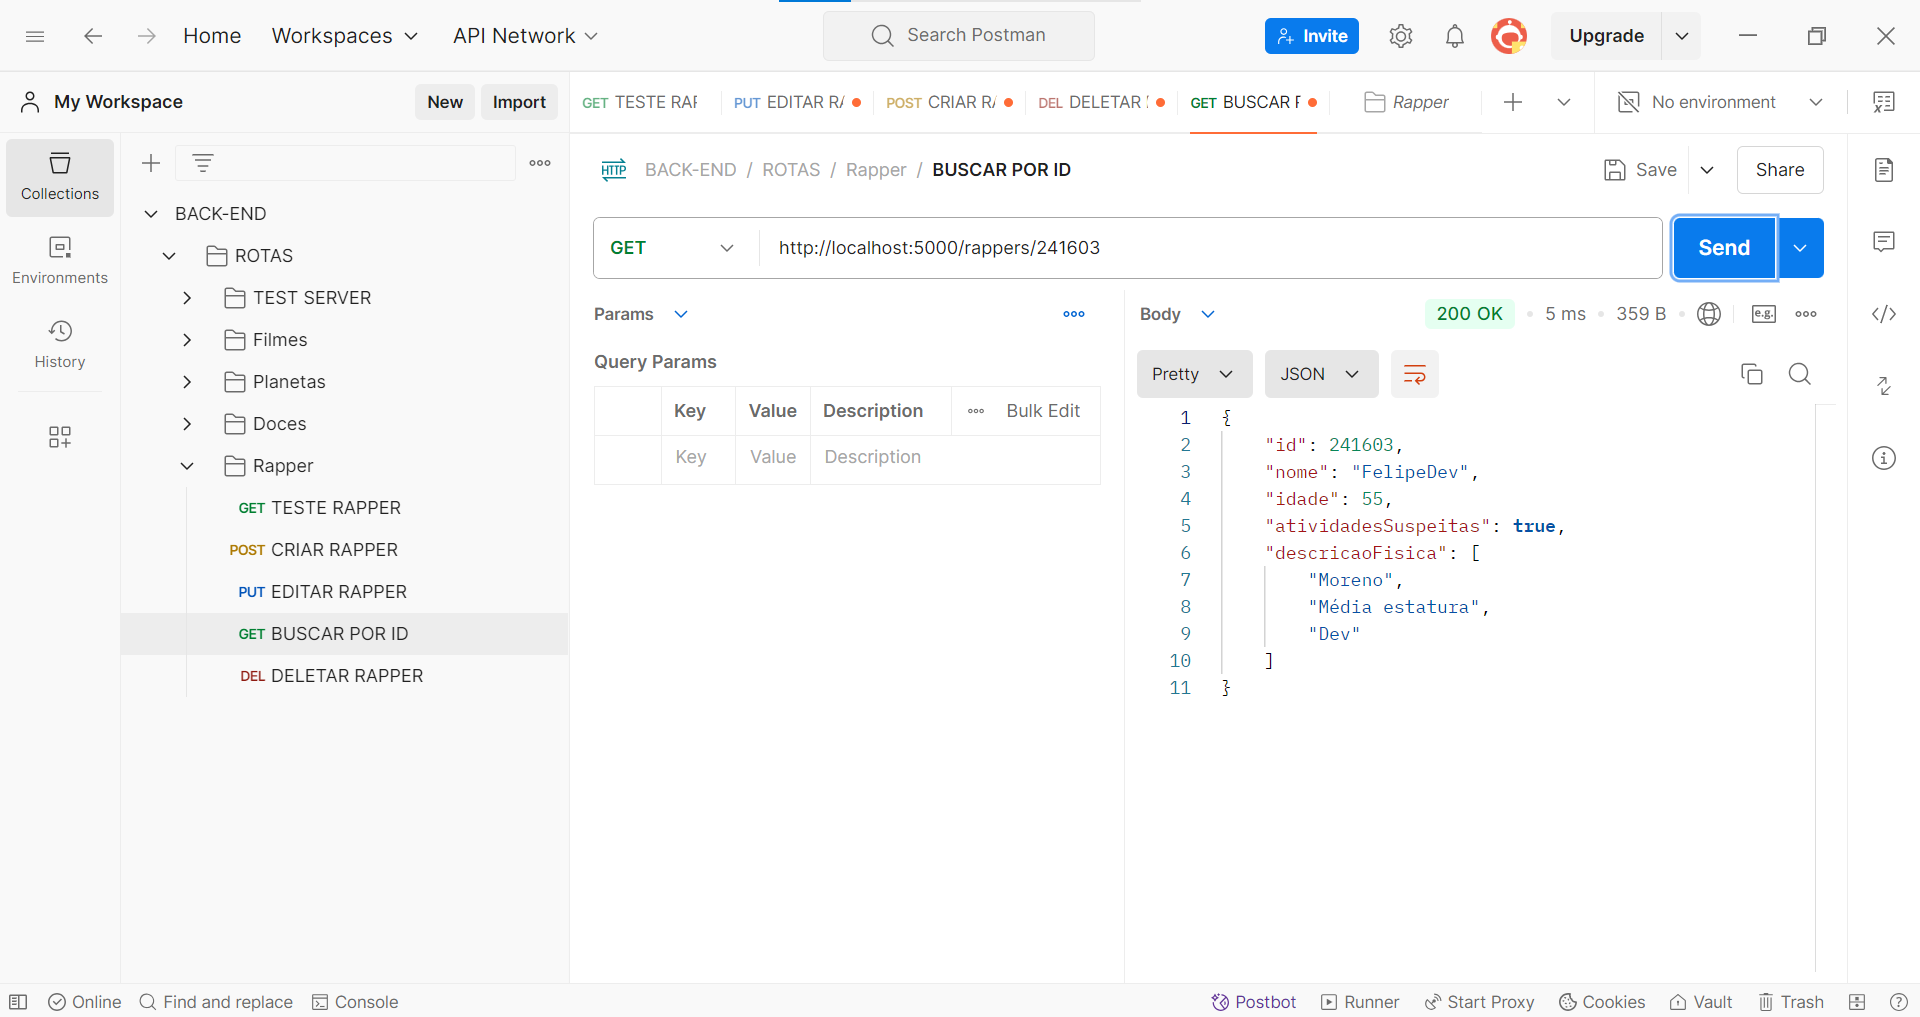 Home
Workspaces
API Network
Search Postman
Invite
Upgrade
My Workspace
New
Import
GET TESTE RAF
PUT EDITAR RA
POST CRIAR RA
DEL DELETAR
GET BUSCAR F
Rapper
No environment
Collections
Environments
History
BACK-END
ROTAS
TEST SERVER
Filmes
Planetas
Doces
Rapper
GET TESTE RAPPER
POST CRIAR RAPPER
PUT EDITAR RAPPER
GET BUSCAR POR ID
DEL DELETAR RAPPER
HTTP BACK-END / ROTAS / Rapper / BUSCAR POR ID
Save
Share
GET
http://localhost:5000/rappers/241603
Send
Params
Query Params
Key Value Description Bulk Edit
Key Value Description
Body
200 OK
5 ms
359 B
e.g.
Pretty
JSON
1 {
2 "id": 241603,
3 "nome": "FelipeDev",
4 "idade": 55,
5 "atividadesSuspeitas": true,
6 "descricaoFisica": [
7 "Moreno",
8 "Média estatura",
9 "Dev"
10 ]
11 }
Online
Find and replace
Console
Postbot
Runner
Start Proxy
Cookies
Vault
Trash